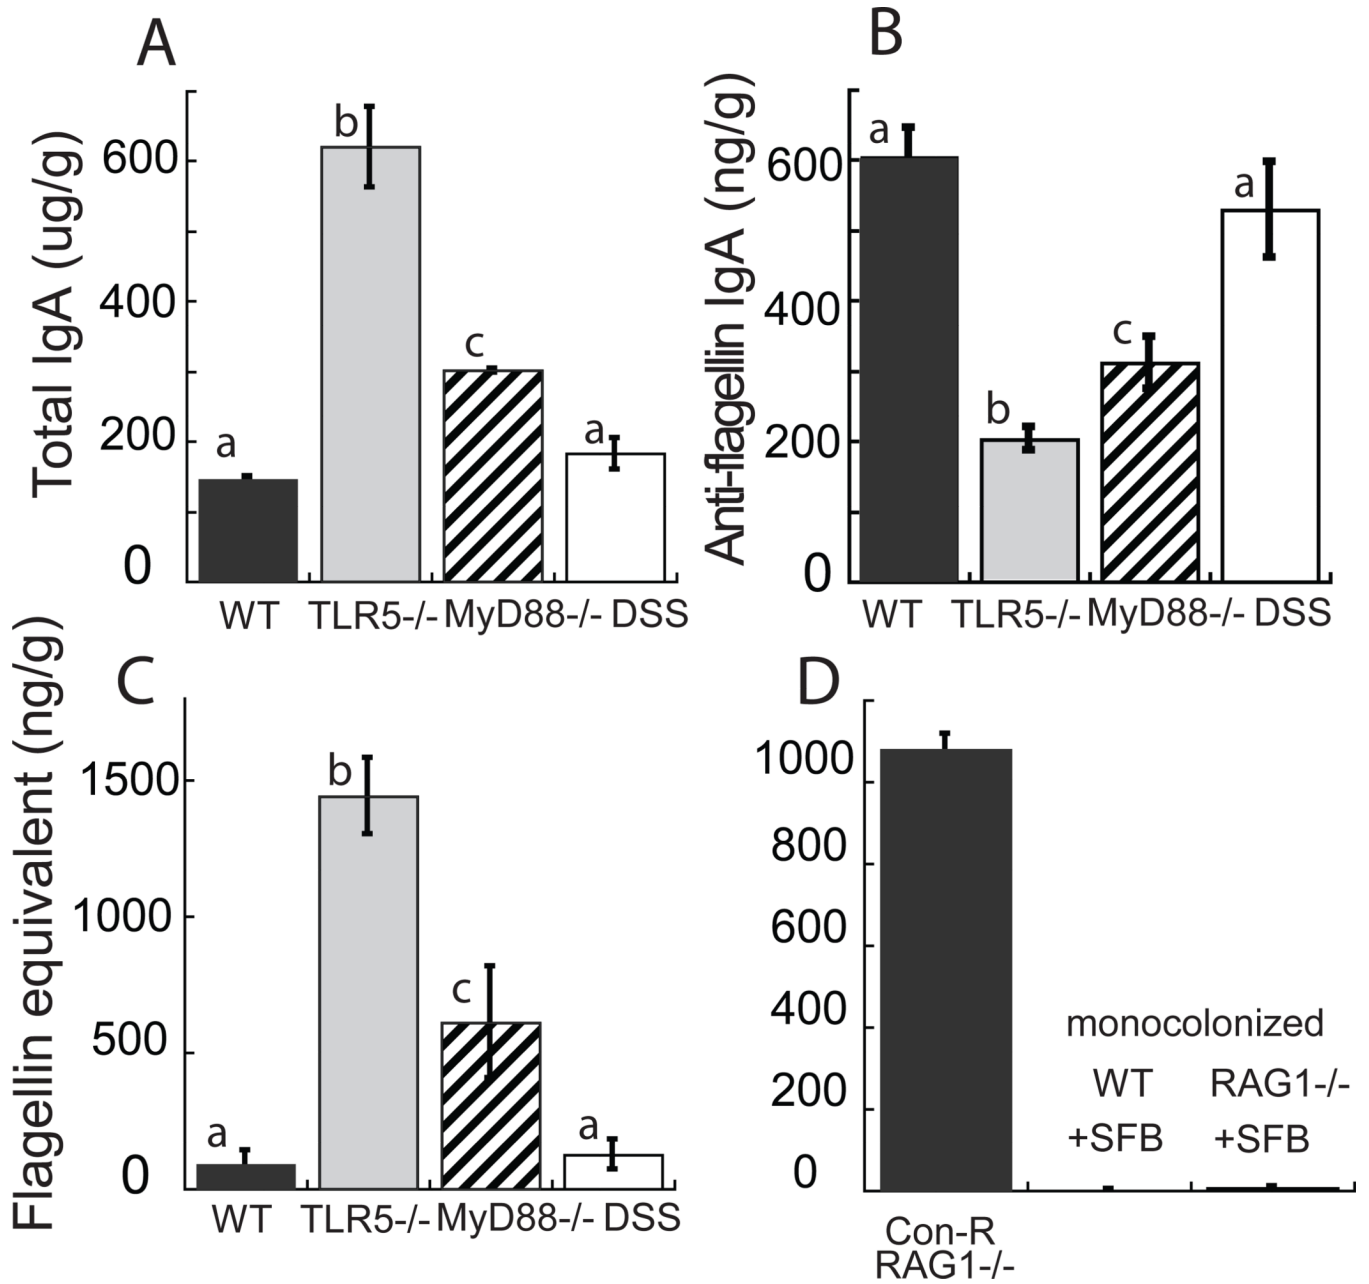 A
Total IgA (ug/g)
600
400
200
0
b
c
a
a
WT TLR5-/- MyD88-/- DSS
B
Anti-flagellin IgA (ng/g)
600
400
200
0
a
b
c
a
WT TLR5-/- MyD88-/- DSS
C
Flagellin equivalent (ng/g)
1500
1000
500
0
a
b
c
a
WT TLR5-/- MyD88-/- DSS
D
1000
800
600
400
200
0
monocolonized
WT RAG1-/-
+SFB +SFB
Con-R
RAG1-/-